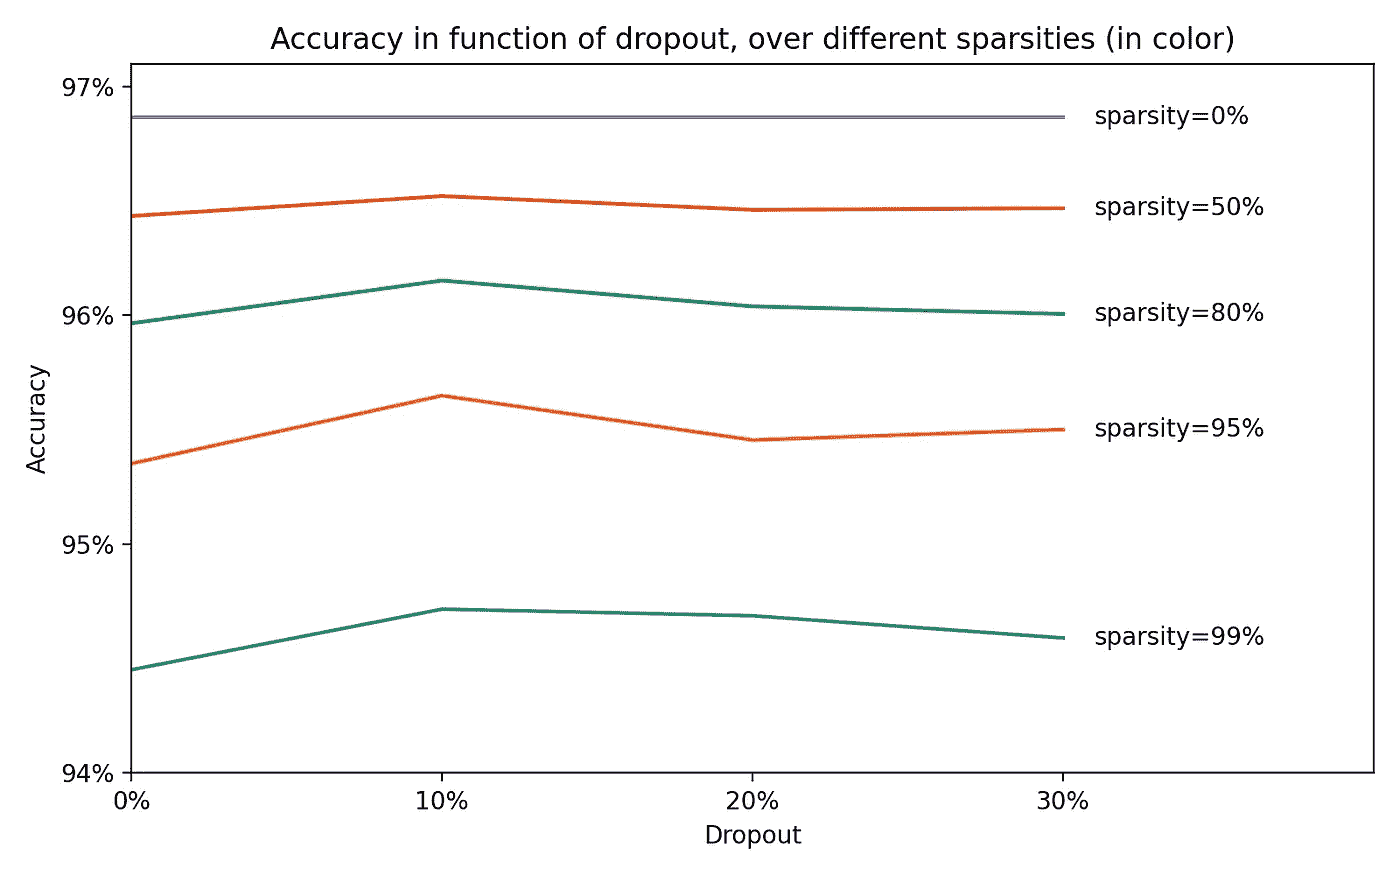 Accuracy in function of dropout, over different sparsities (in color)
97%
sparsity=0%
sparsity=50%
96%
sparsity=80%
Accuracy
sparsity=95%
95%
sparsity=99%
94%
0%
10%
20%
30%
Dropout